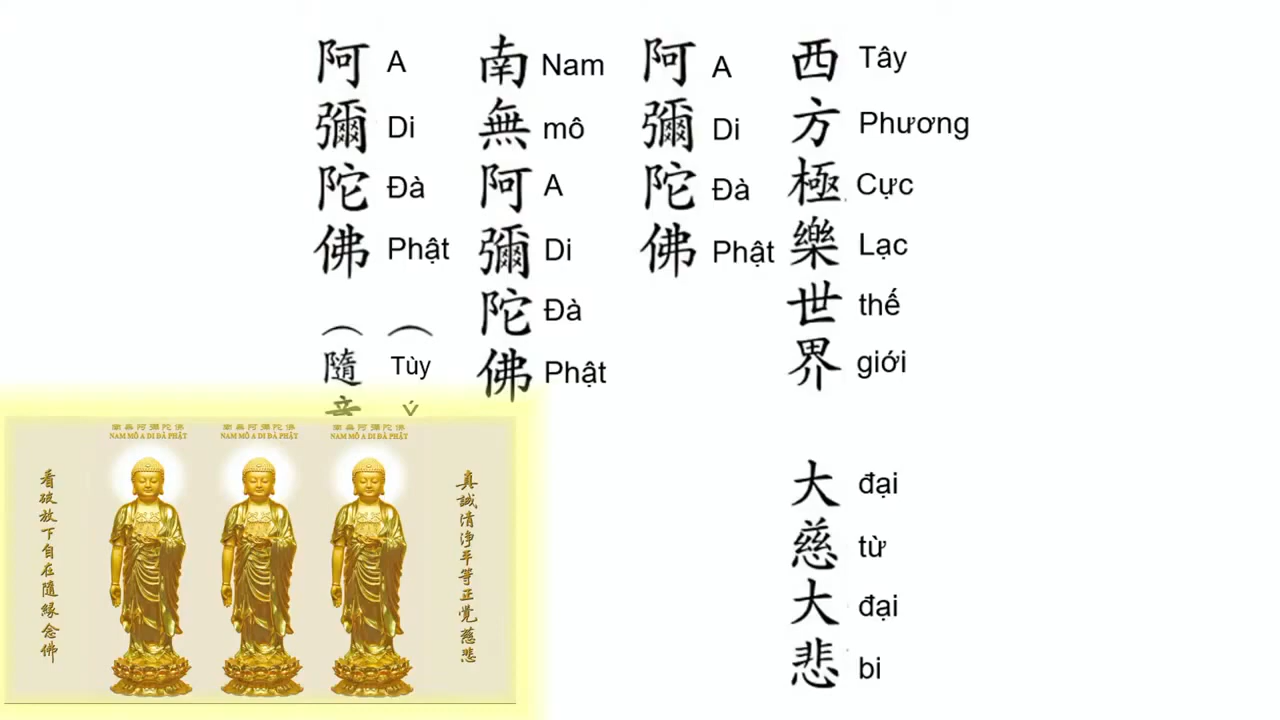 西方極樂世界
Tây Phương Cực Lạc thế giới
大慈大悲
đại từ đại bi
阿彌陀佛
A Di Đà Phật
南無阿彌陀佛
Nam mô A Di Đà Phật
阿彌陀佛
A Di Đà Phật
（隨
（Tùy
南無阿彌陀佛
NAM MÔ A DI ĐÀ PHẬT
南無阿彌陀佛
NAM MÔ A DI ĐÀ PHẬT
南無阿彌陀佛
NAM MÔ A DI ĐÀ PHẬT
真誠清淨平等正覺慈悲
看破放下自在隨緣念佛